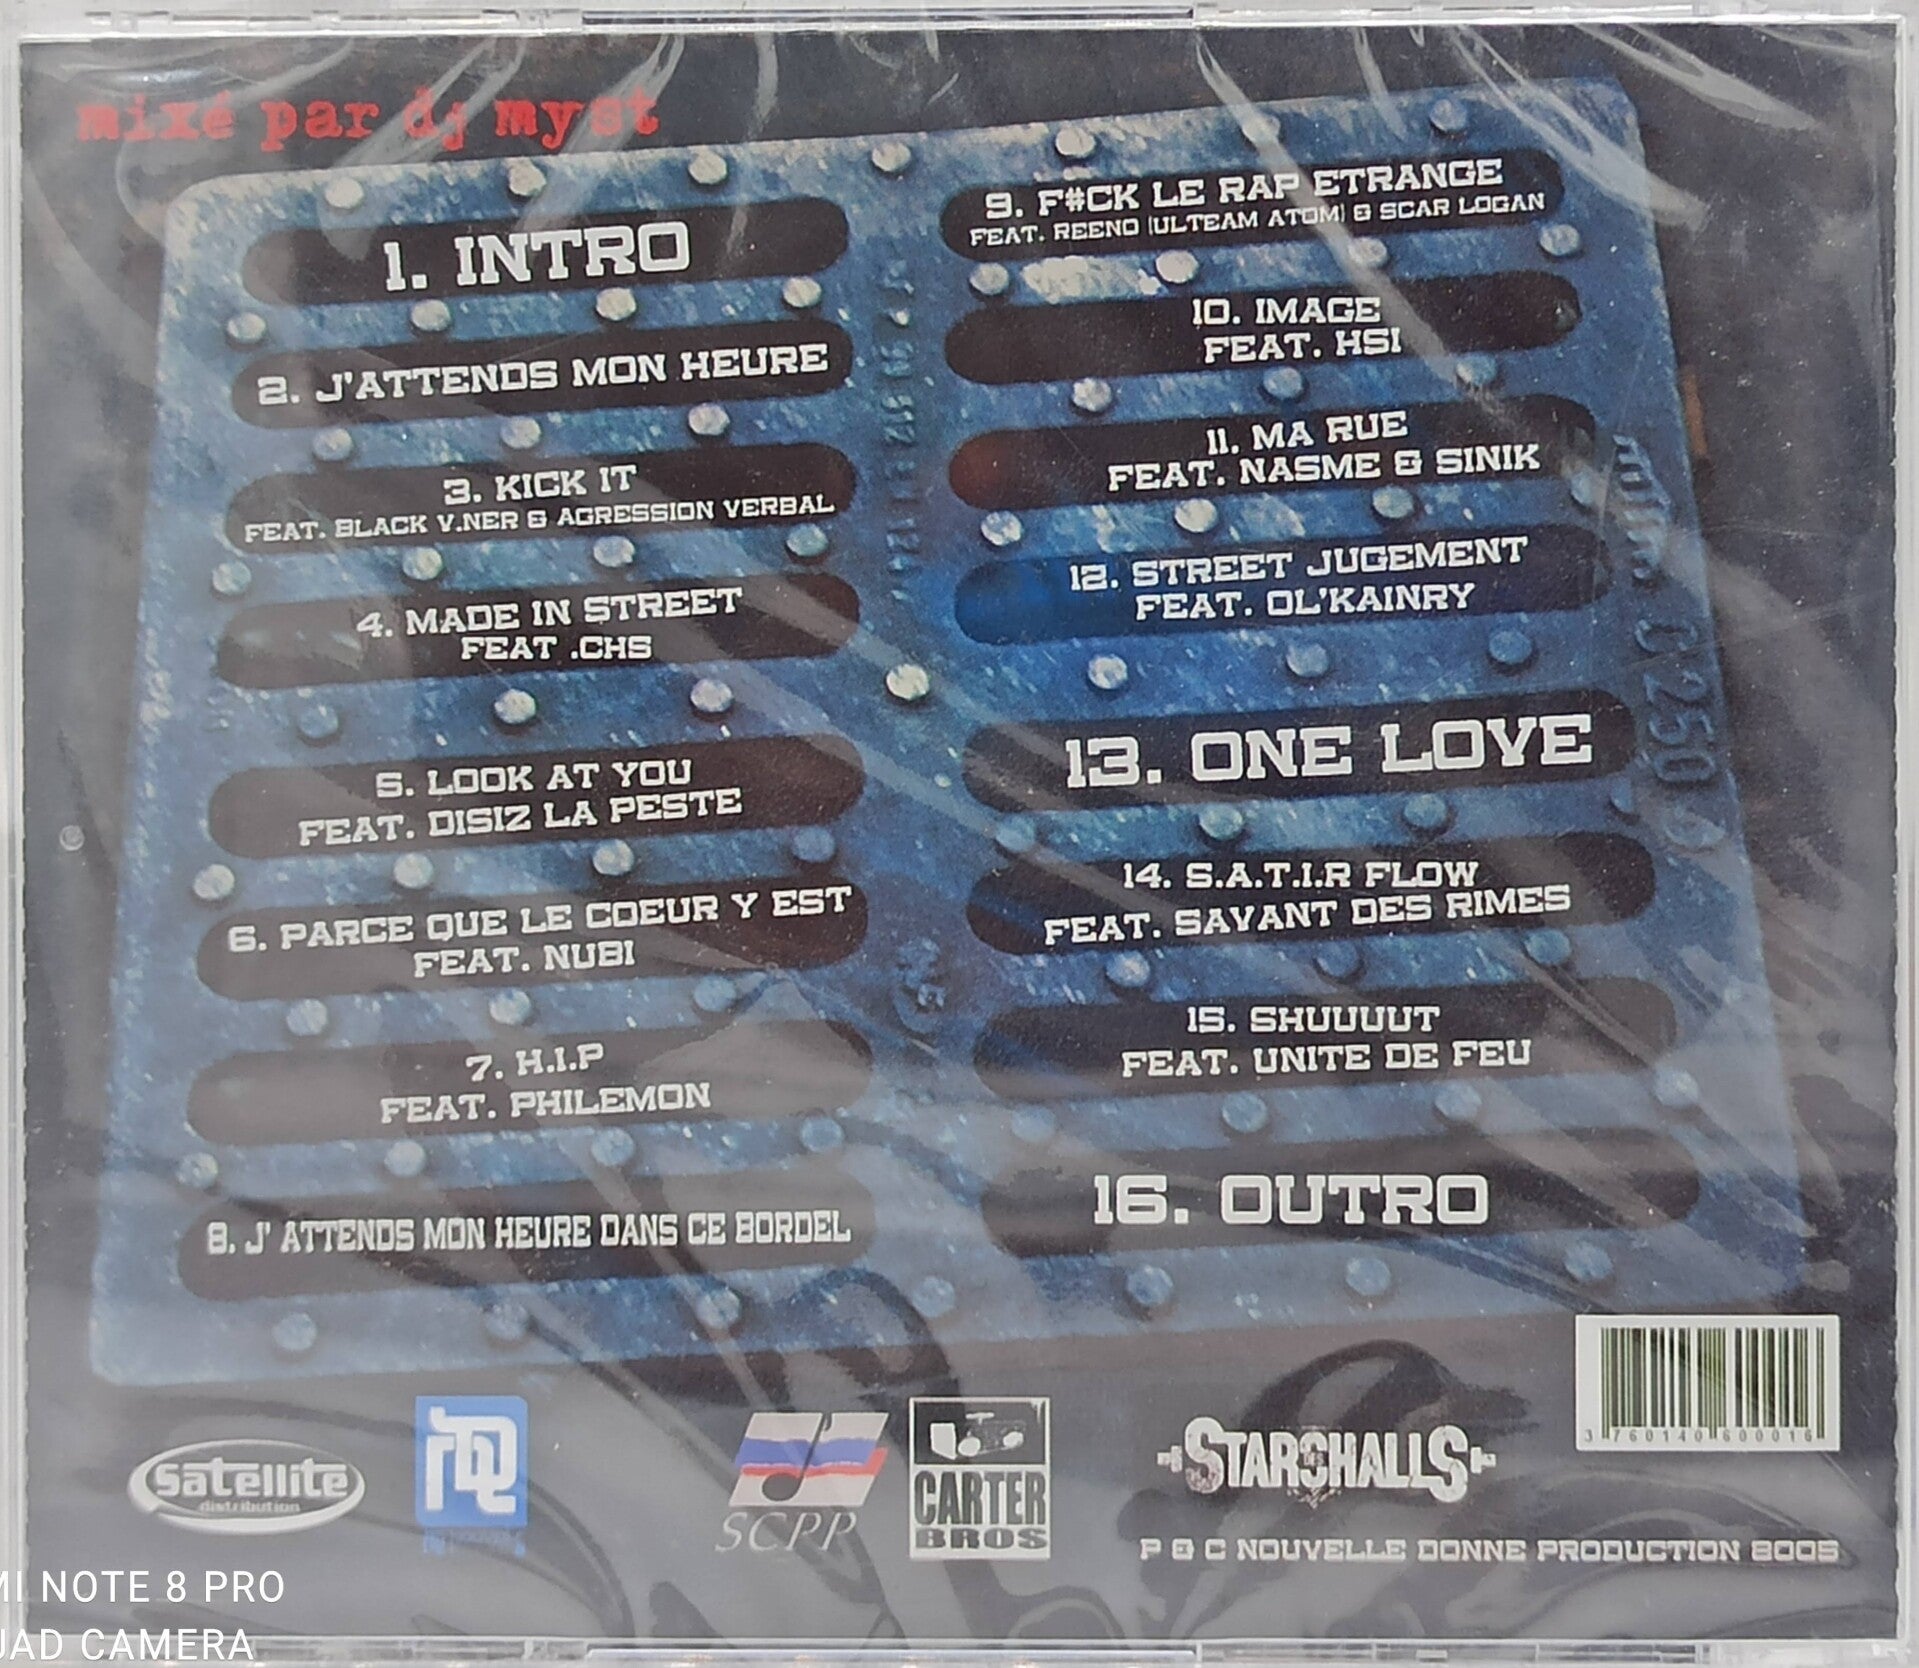 mixé par dj myst
1. INTRO
2. J'ATTENDS MON HEURE
3. KICK IT
FEAT. BLACK V.NER & AGRESSION VERBAL
4. MADE IN STREET
FEAT .CHS
5. LOOK AT YOU
FEAT. DISIZ LA PESTE
6. PARCE QUE LE COEUR Y EST
FEAT. NUBI
7. H.I.P
FEAT. PHILEMON
8. J' ATTENDS MON HEURE DANS CE BORDEL
9. F#CK LE RAP ETRANGE
FEAT. REENO (ULTEAM ATOM) & SCAR LOGAN
10. IMAGE
FEAT. HSI
11. MA RUE
FEAT. NASME & SINIK
12. STREET JUGEMENT
FEAT. OL'KAINRY
13. ONE LOVE
14. S.A.T.I.R FLOW
FEAT. SAVANT DES RIMES
15. SHUUUUT
FEAT. UNITE DE FEU
16. OUTRO
C 250
3 760140 600016
satellite
distribution
SCPP
CARTER
BROS
STARSHALLS
P & C NOUVELLE DONNE PRODUCTION 2005
MI NOTE 8 PRO
UAD CAMERA